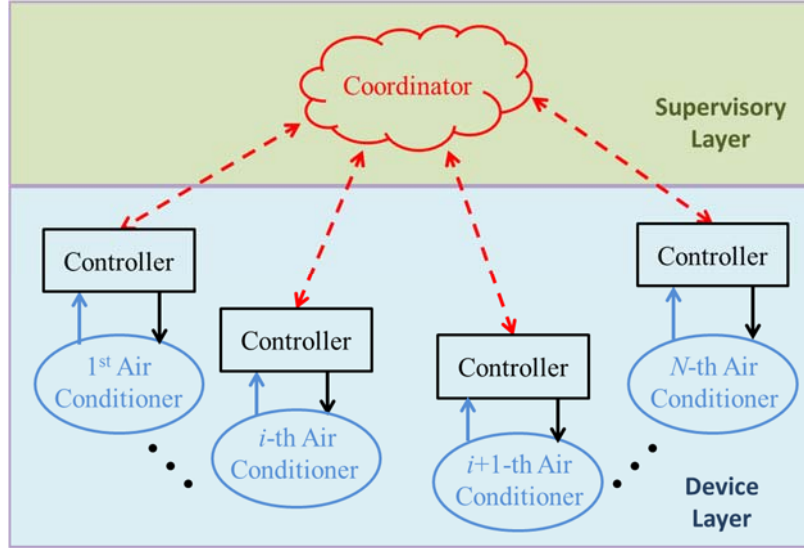 Coordinator
Supervisory
Layer
Controller
1st Air
Conditioner
Controller
i-th Air
Conditioner
Controller
i+1-th Air
Conditioner
Controller
N-th Air
Conditioner
Device
Layer